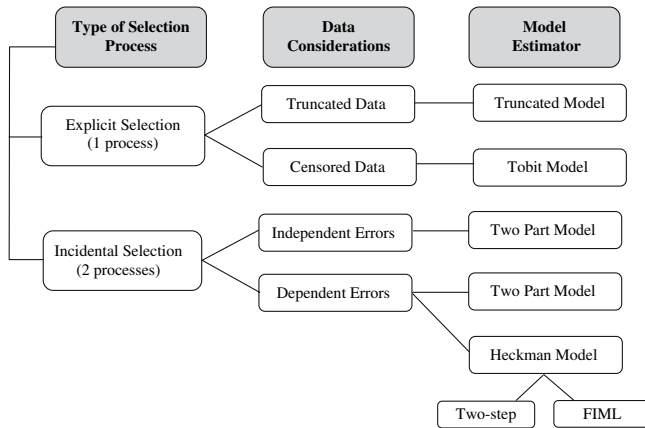 Type of Selection
Process
Data
Considerations
Model
Estimator
Explicit Selection
(1 process)
Truncated Data
Truncated Model
Censored Data
Tobit Model
Incidental Selection
(2 processes)
Independent Errors
Two Part Model
Dependent Errors
Two Part Model
Heckman Model
Two-step
FIML